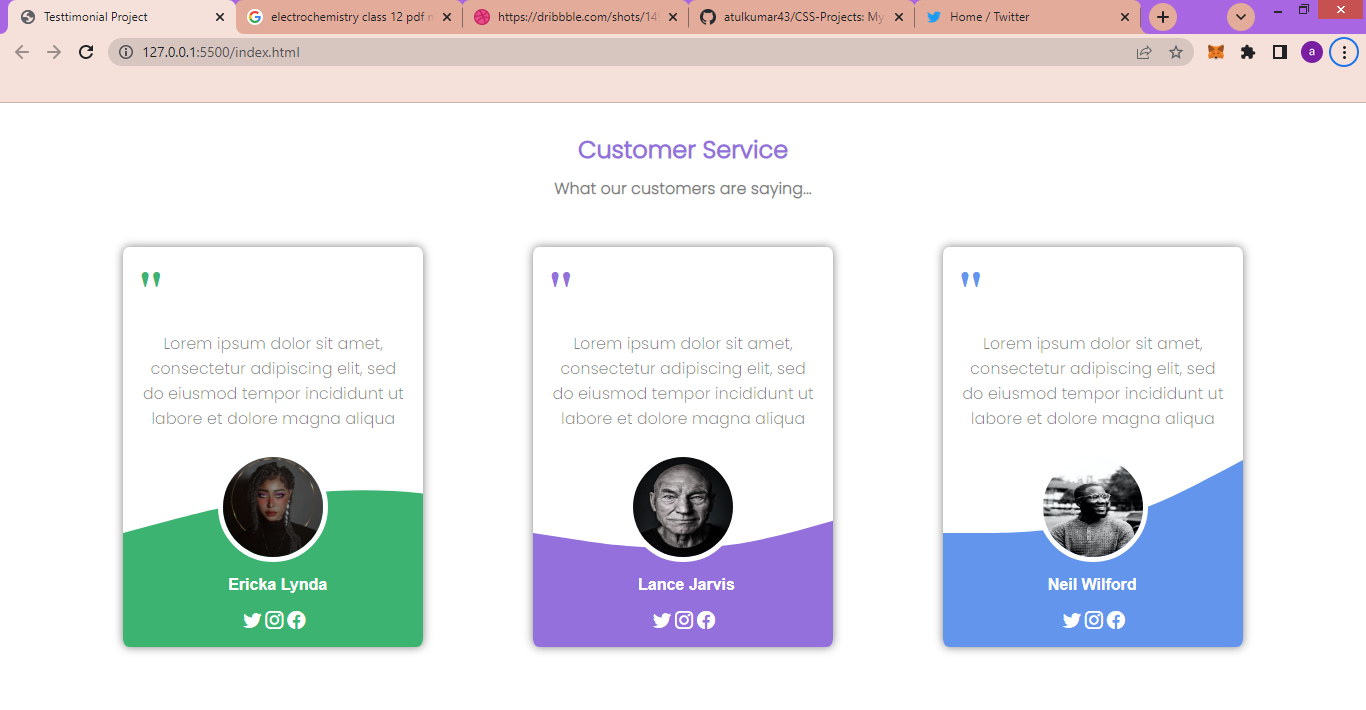 Testtimonial Project
electrochemistry class 12 pdf
https://dribbble.com/shots/14
atulkumar43/CSS-Projects: My
Home / Twitter
127.0.0.1:5500/index.html
a
Customer Service
What our customers are saying...
"
Lorem ipsum dolor sit amet,
consectetur adipiscing elit, sed
do eiusmod tempor incididunt ut
labore et dolore magna aliqua
Ericka Lynda
"
Lorem ipsum dolor sit amet,
consectetur adipiscing elit, sed
do eiusmod tempor incididunt ut
labore et dolore magna aliqua
Lance Jarvis
"
Lorem ipsum dolor sit amet,
consectetur adipiscing elit, sed
do eiusmod tempor incididunt ut
labore et dolore magna aliqua
Neil Wilford